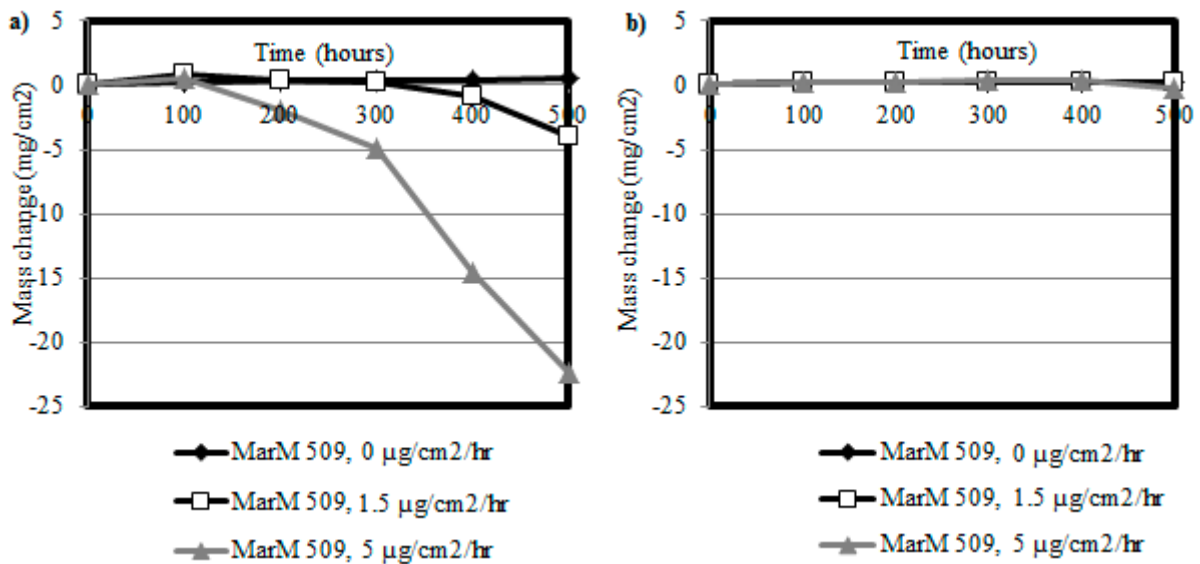 a)
5
0
-5
-10
-15
-20
-25
Mass change (mg/cm2)
Time (hours)
0 100 200 300 400 500
MarM 509, 0 µg/cm2/hr
MarM 509, 1.5 µg/cm2/hr
MarM 509, 5 µg/cm2/hr
b)
5
0
-5
-10
-15
-20
-25
Mass change (mg/cm2)
Time (hours)
0 100 200 300 400 500
MarM 509, 0 µg/cm2/hr
MarM 509, 1.5 µg/cm2/hr
MarM 509, 5 µg/cm2/hr